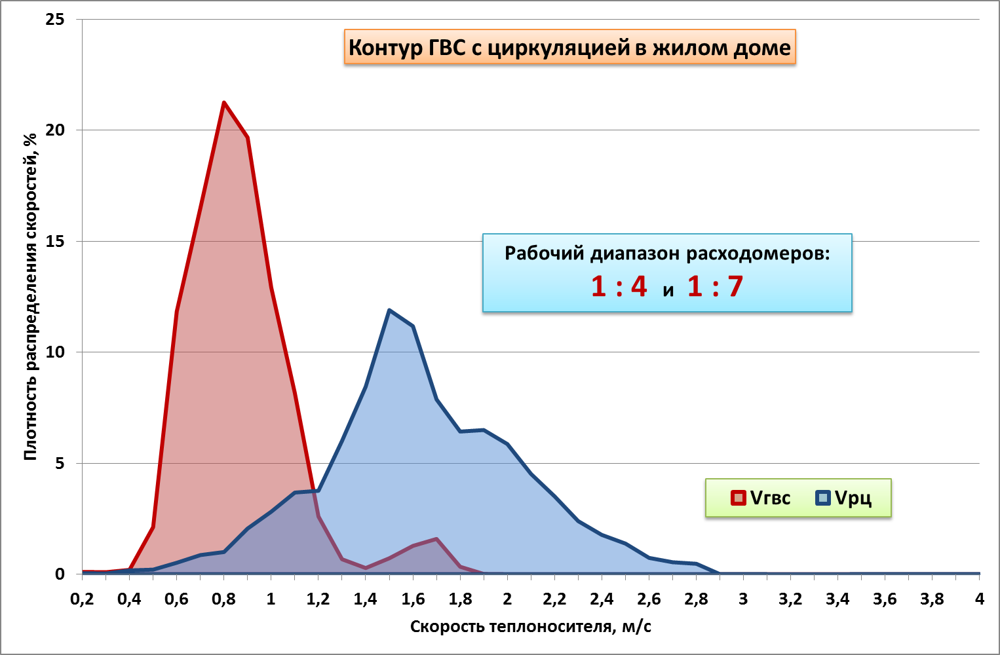 Контур ГВС с циркуляцией в жилом доме
Плотность распределения скоростей, %
25
20
15
10
5
0
Рабочий диапазон расходомеров:
1 : 4 и 1 : 7
Vгвс Vрц
0,2 0,4 0,6 0,8 1 1,2 1,4 1,6 1,8 2 2,2 2,4 2,6 2,8 3 3,2 3,4 3,6 3,8 4
Скорость теплоносителя, м/с